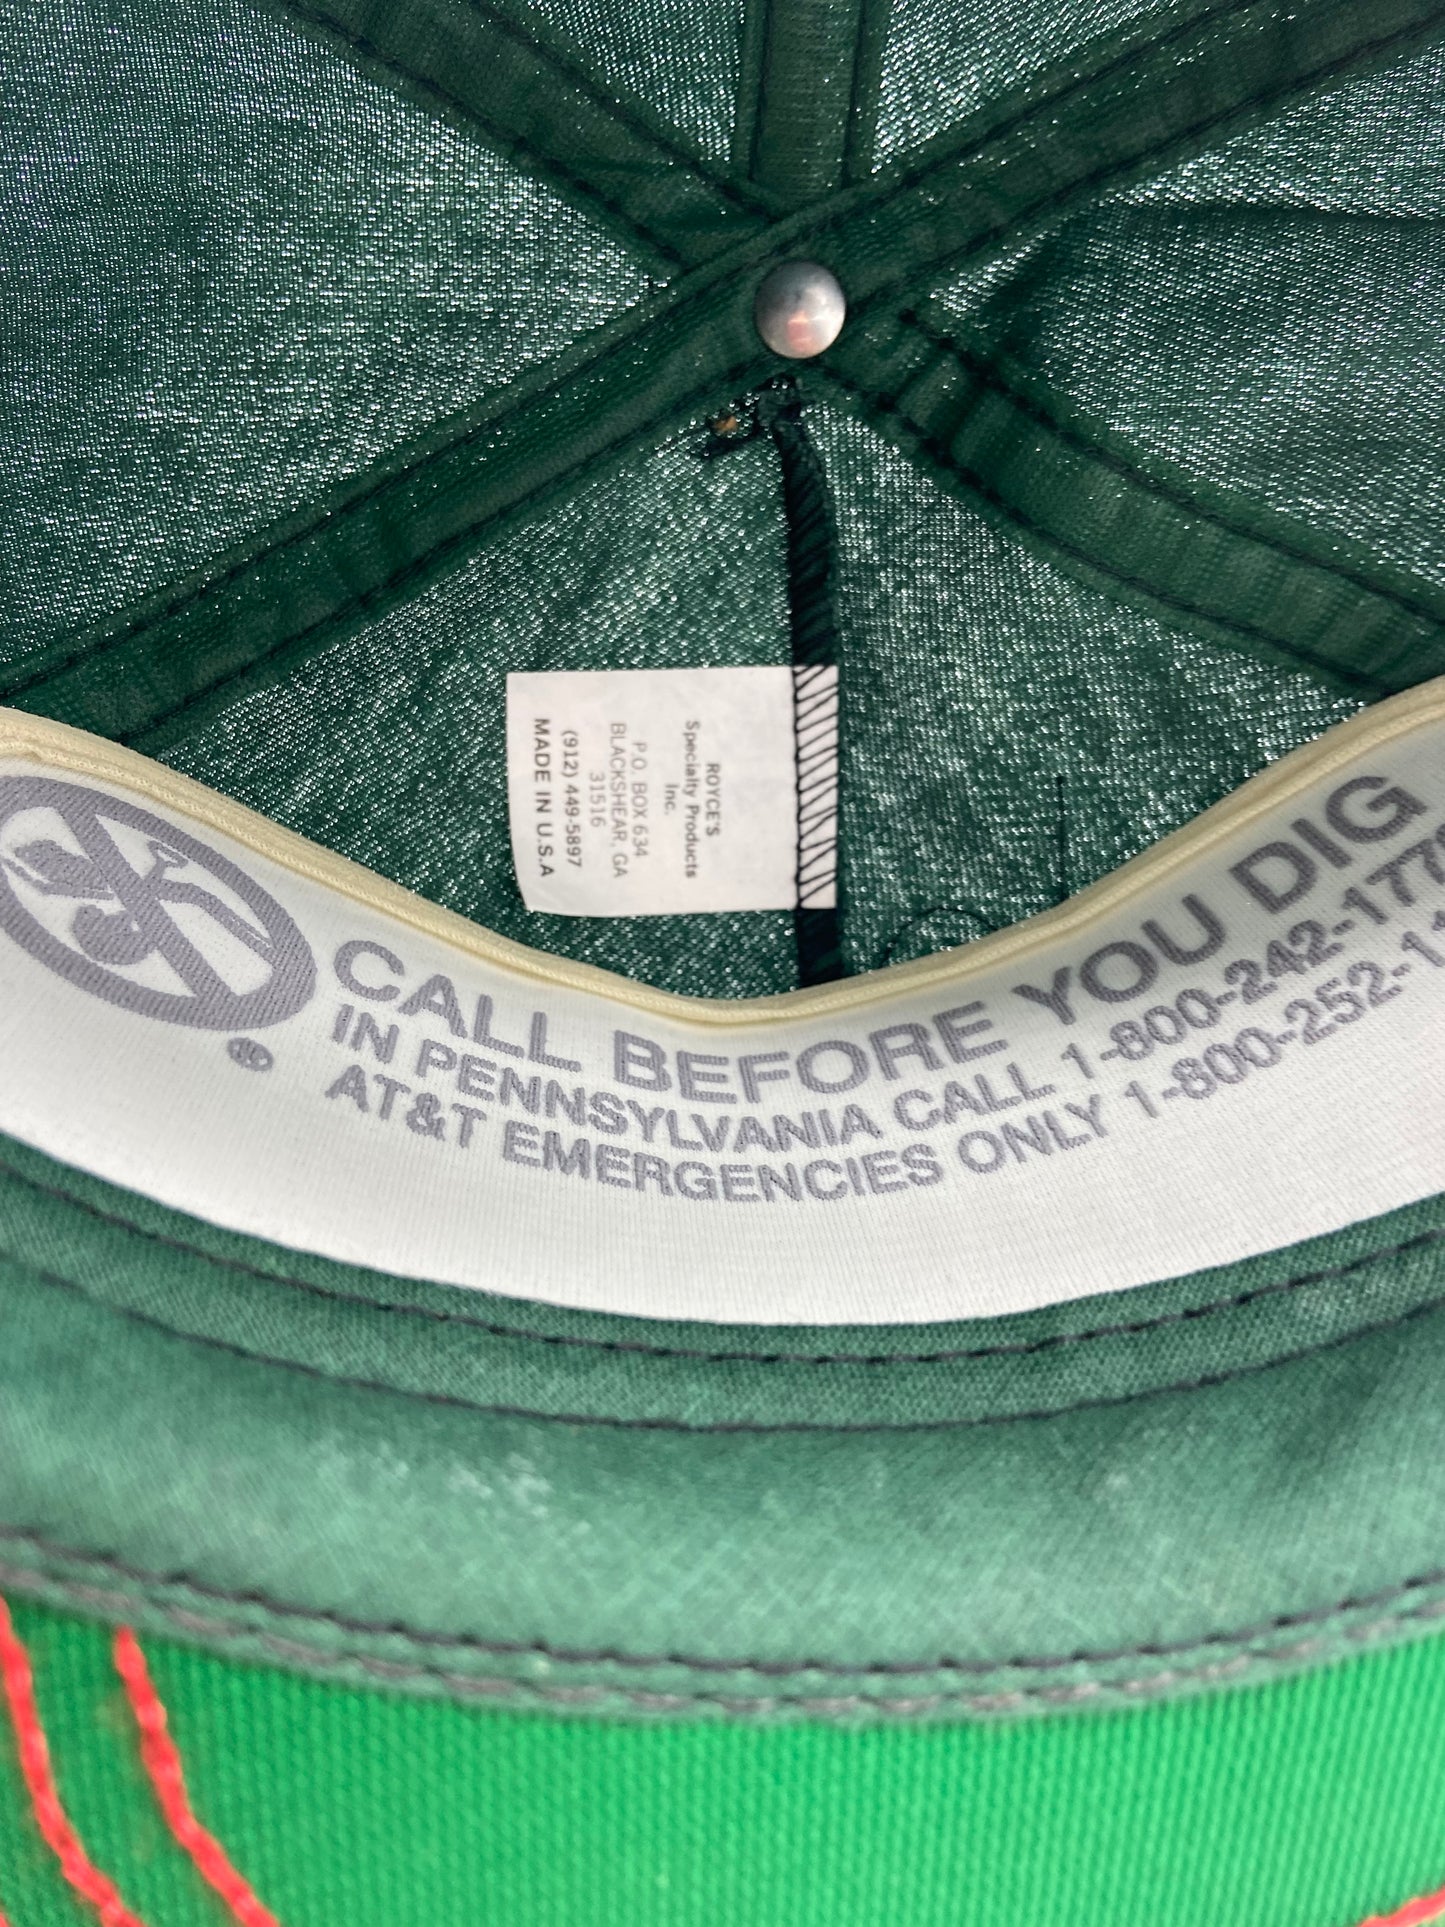 ROYCE'S
Specialty Products
Inc.
P.O. BOX 634
BLACKSHEAR, GA
31516
(912) 449-5897
MADE IN U.S.A
CALL BEFORE YOU DIG
IN PENNSYLVANIA CALL 1-800-242-177
AT&T EMERGENCIES ONLY 1-800-252-11